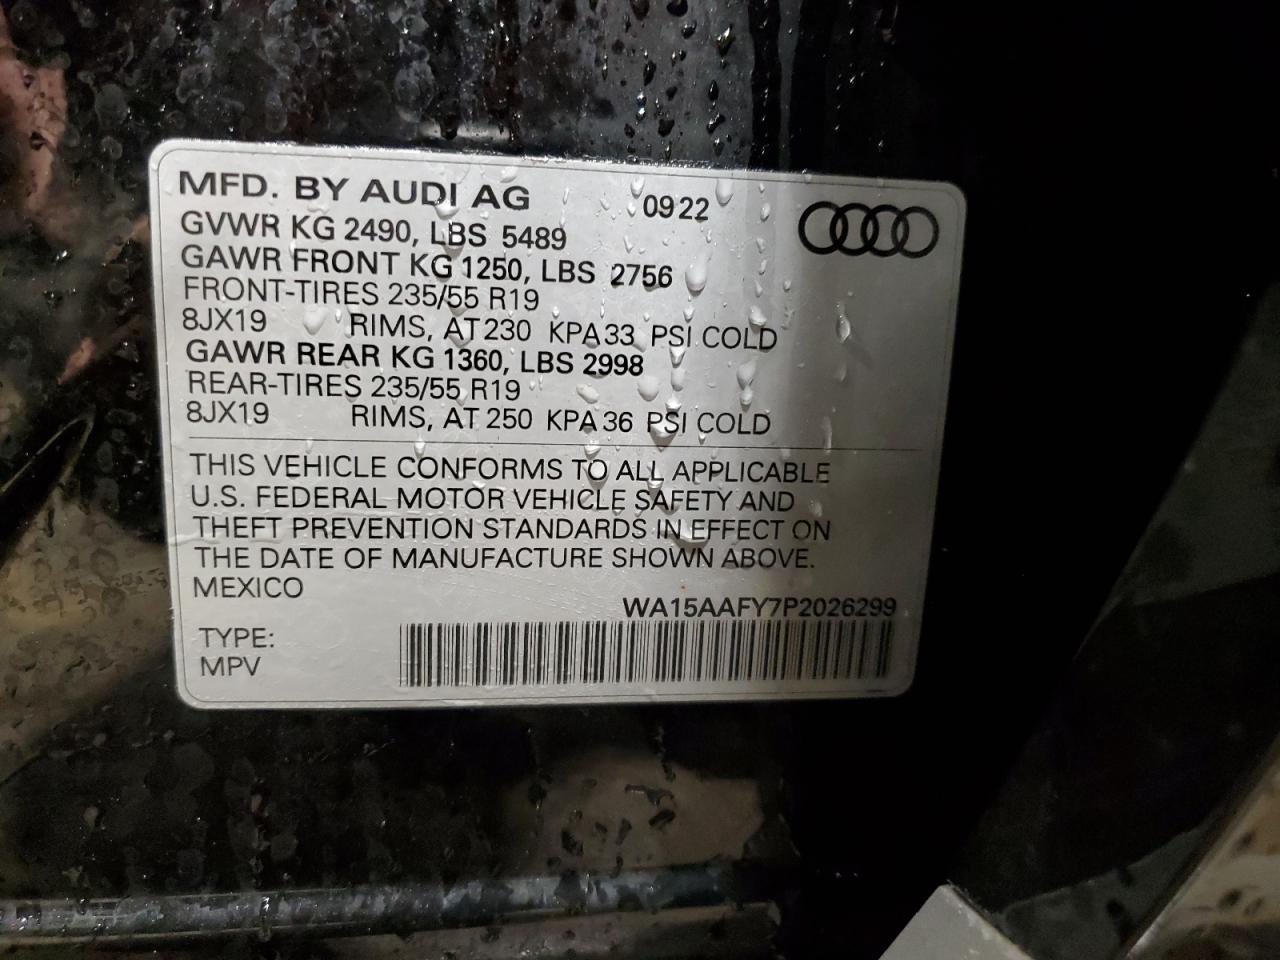 MFD. BY AUDI AG 09 22
GVWR KG 2490, LBS 5489
GAWR FRONT KG 1250, LBS 2756
FRONT-TIRES 235/55 R19
8JX19 RIMS, AT 230 KPA 33 PSI COLD
GAWR REAR KG 1360, LBS 2998
REAR-TIRES 235/55 R19
8JX19 RIMS, AT 250 KPA 36 PSI COLD
THIS VEHICLE CONFORMS TO ALL APPLICABLE
U.S. FEDERAL MOTOR VEHICLE SAFETY AND
THEFT PREVENTION STANDARDS IN EFFECT ON
THE DATE OF MANUFACTURE SHOWN ABOVE.
MEXICO
WA15AAFY7P2026299
TYPE:
MPV